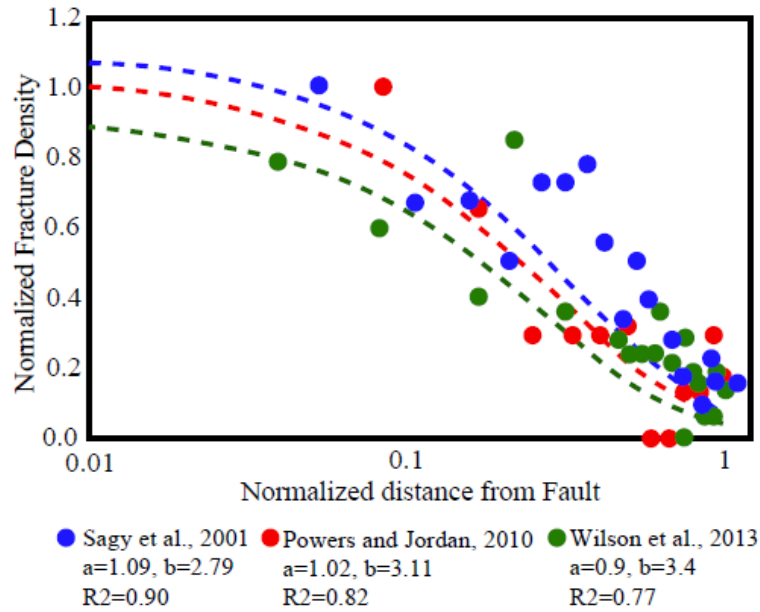 1.2
1.0
0.8
0.6
0.4
0.2
0.0
Normalized Fracture Density
0.01 0.1 1
Normalized distance from Fault
Sagy et al., 2001 Powers and Jordan, 2010 Wilson et al., 2013
a=1.09, b=2.79 a=1.02, b=3.11 a=0.9, b=3.4
R2=0.90 R2=0.82 R2=0.77